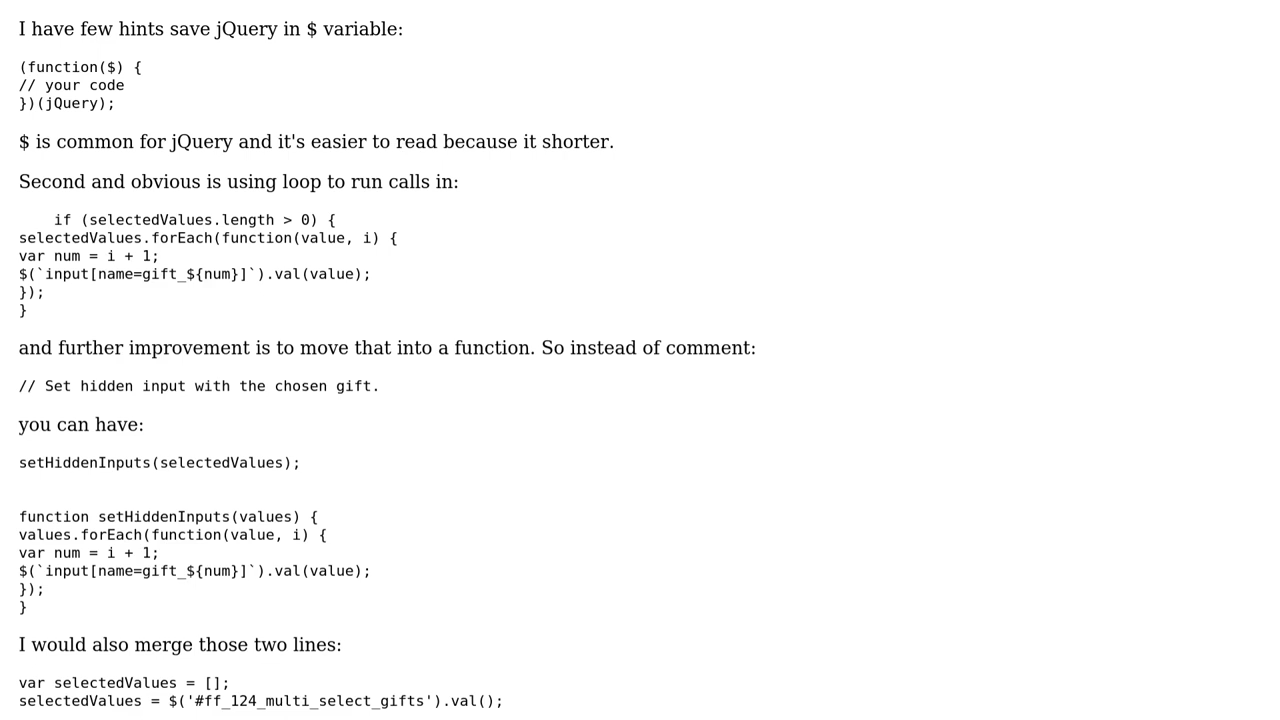 I have few hints save jQuery in $ variable:
(function($) {
// your code
})(jQuery);
$ is common for jQuery and it's easier to read because it shorter.
Second and obvious is using loop to run calls in:
    if (selectedValues.length > 0) {
selectedValues.forEach(function(value, i) {
var num = i + 1;
$(`input[name=gift_${num}]`).val(value);
});
}
and further improvement is to move that into a function. So instead of comment:
// Set hidden input with the chosen gift.
you can have:
setHiddenInputs(selectedValues);
function setHiddenInputs(values) {
values.forEach(function(value, i) {
var num = i + 1;
$(`input[name=gift_${num}]`).val(value);
});
}
I would also merge those two lines:
var selectedValues = [];
selectedValues = $('#ff_124_multi_select_gifts').val();